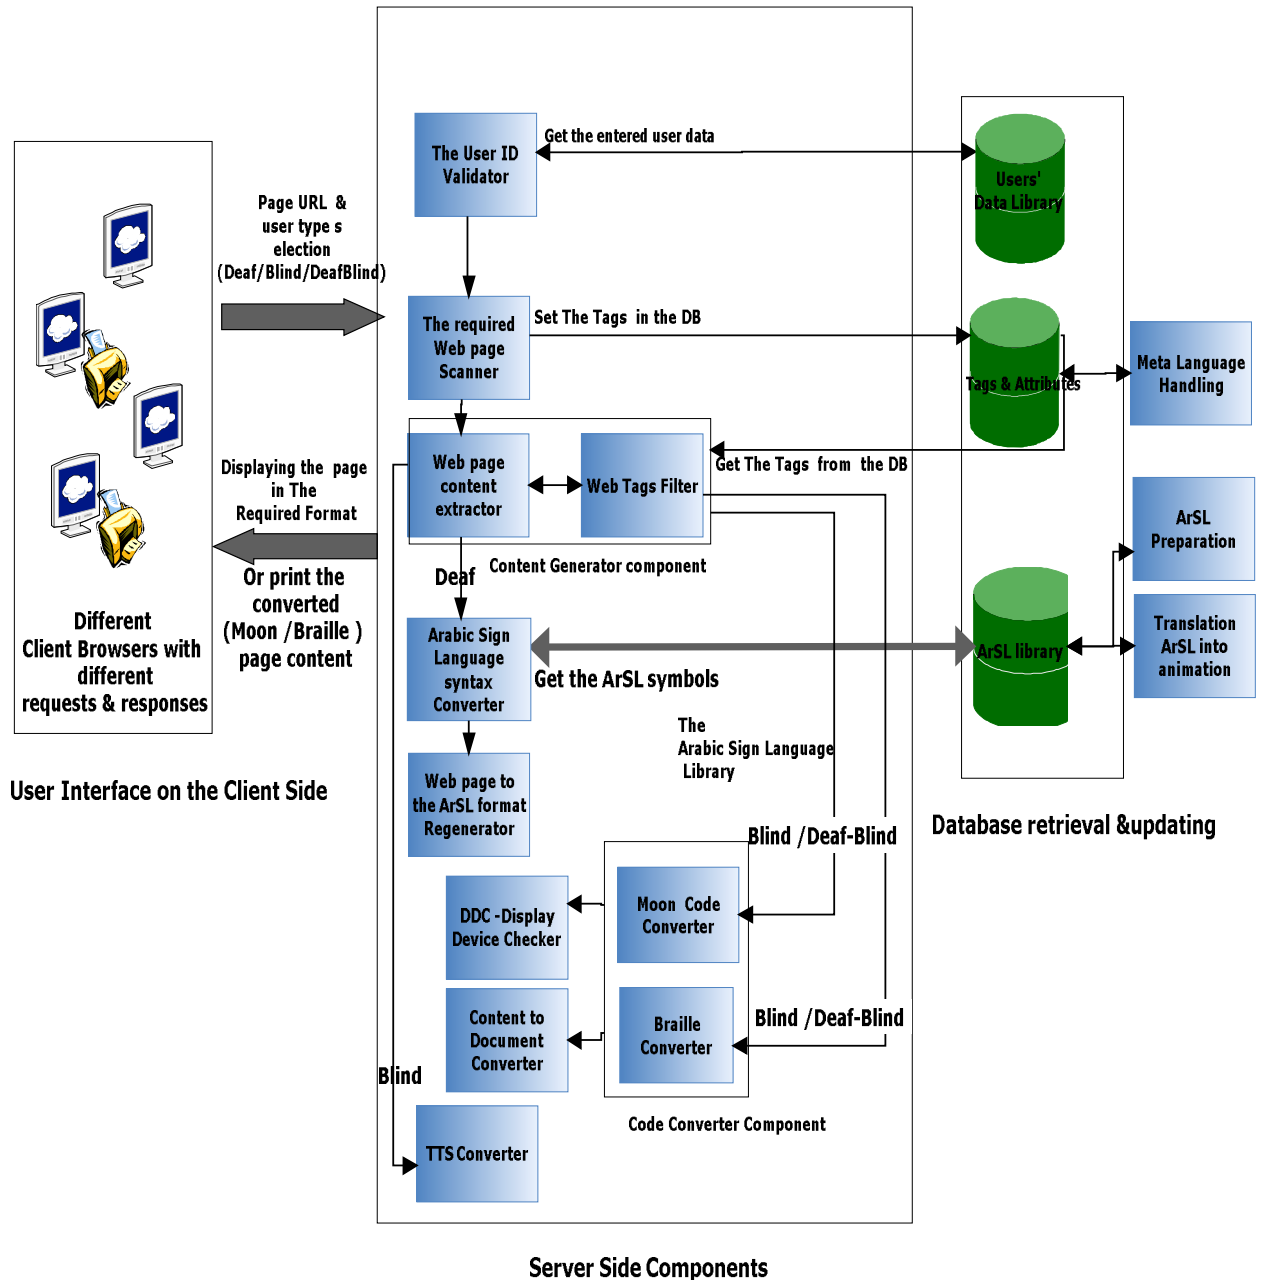 The User ID
Validator
Get the entered user data
Users'
Data Library
Page URL  &
user type s
election
(Deaf/Blind/DeafBlind)
The required
Web page
Scanner
Set The Tags  in the DB
Tags & Attributes
Meta Language
Handling
Web page
content
extractor
Web Tags Filter
Get The Tags  from  the DB
Displaying the  page
in The
Required Format
Or print the
converted
(Moon /Braille )
page content
Content Generator component
Deaf
ArSL
Preparation
Different
Client Browsers with
different
requests & responses
Arabic Sign
Language
syntax
Converter
Get the ArSL symbols
ArSL library
Translation
ArSL into
animation
The
Arabic Sign Language
Library
Web page to
the ArSL format
Regenerator
User Interface on the Client Side
Database retrieval &updating
Blind /Deaf-Blind
DDC -Display
Device Checker
Moon  Code
Converter
Content to
Document
Converter
Braille
Converter
Blind /Deaf-Blind
Blind
Code Converter Component
TTS Converter
Server Side Components